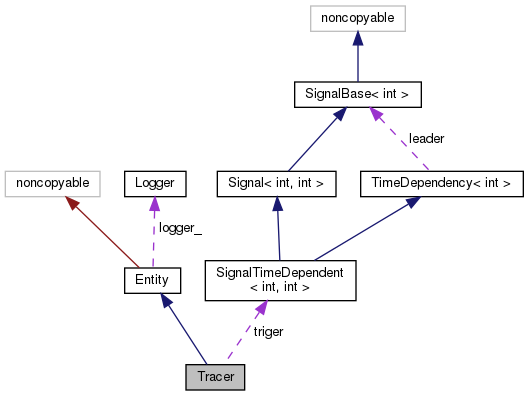 noncopyable
SignalBase< int >
leader
noncopyable
Logger
Signal< int, int >
TimeDependency< int >
logger_
Entity
SignalTimeDependent
< int, int >
triger
Tracer